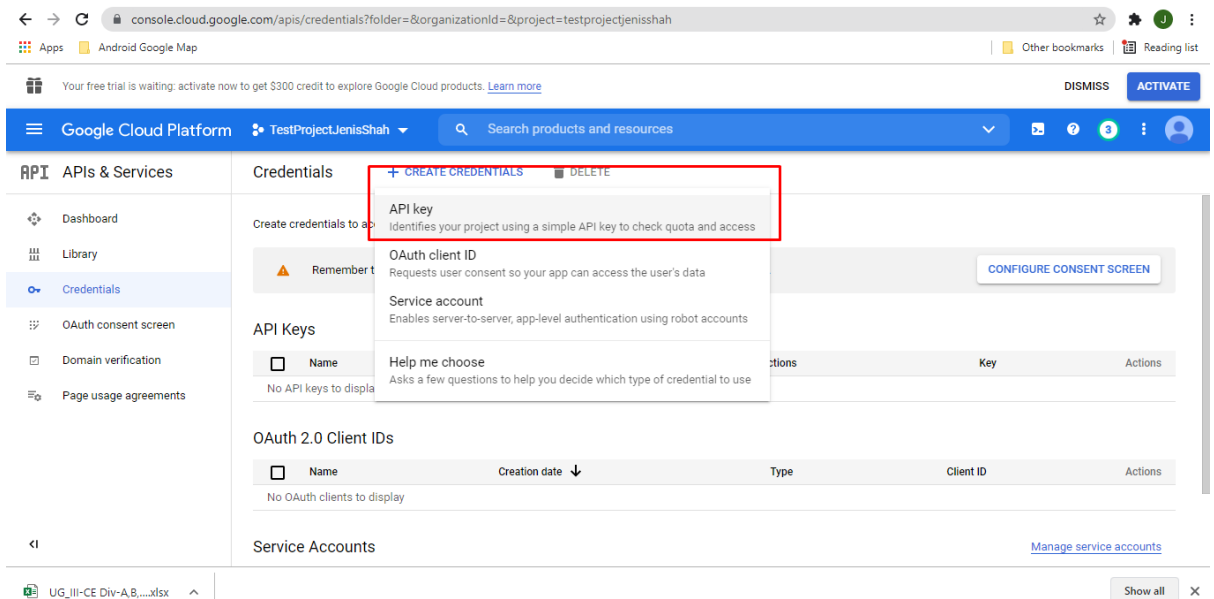 console.cloud.google.com/apis/credentials?folder=&organizationId=&project=testprojectjenisshah
J
Apps Android Google Map Other bookmarks Reading list
Your free trial is waiting: activate now to get $300 credit to explore Google Cloud products. Learn more DISMISS ACTIVATE
Google Cloud Platform TestProjectJenisShah Search products and resources ? 3
API APIs & Services Credentials + CREATE CREDENTIALS DELETE
API key
Dashboard Create credentials to Identifies your project using a simple API key to check quota and access
OAuth client ID
Library Remember Requests user consent so your app can access the user's data CONFIGURE CONSENT SCREEN
Credentials
Service account
Enables server-to-server, app-level authentication using robot accounts
OAuth consent screen API Keys
Domain verification Name Help me choose Key Actions
Asks a few questions to help you decide which type of credential to use
Page usage agreements No API keys to
OAuth 2.0 Client IDs
Name Creation date Type Client ID Actions
No OAuth clients to display
Service Accounts Manage service accounts
UG_III-CE Div-A,B,....xlsx Show all